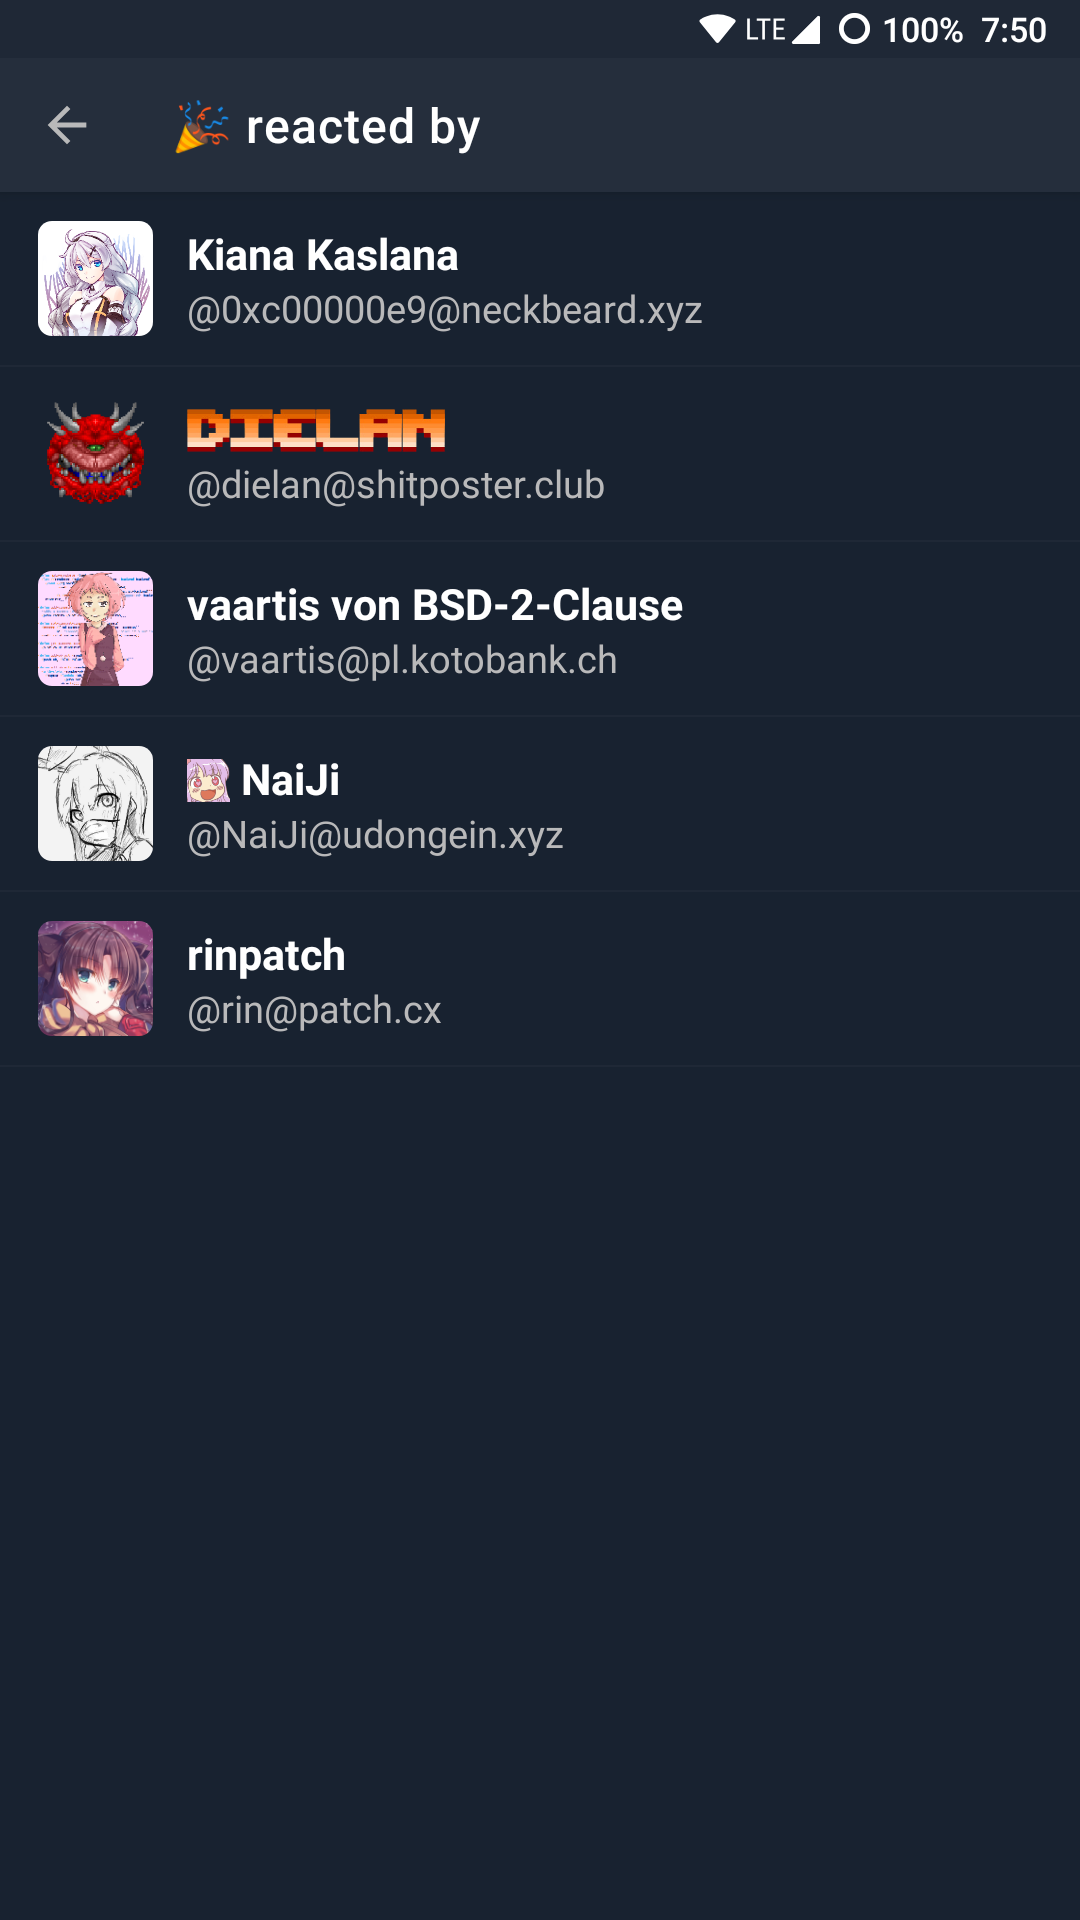 LTE 100% 7:50
🎉 reacted by
Kiana Kaslana
@0xc00000e9@neckbeard.xyz
DIELAN
@dielan@shitposter.club
vaartis von BSD-2-Clause
@vaartis@pl.kotobank.ch
NaiJi
@NaiJi@udongein.xyz
rinpatch
@rin@patch.cx